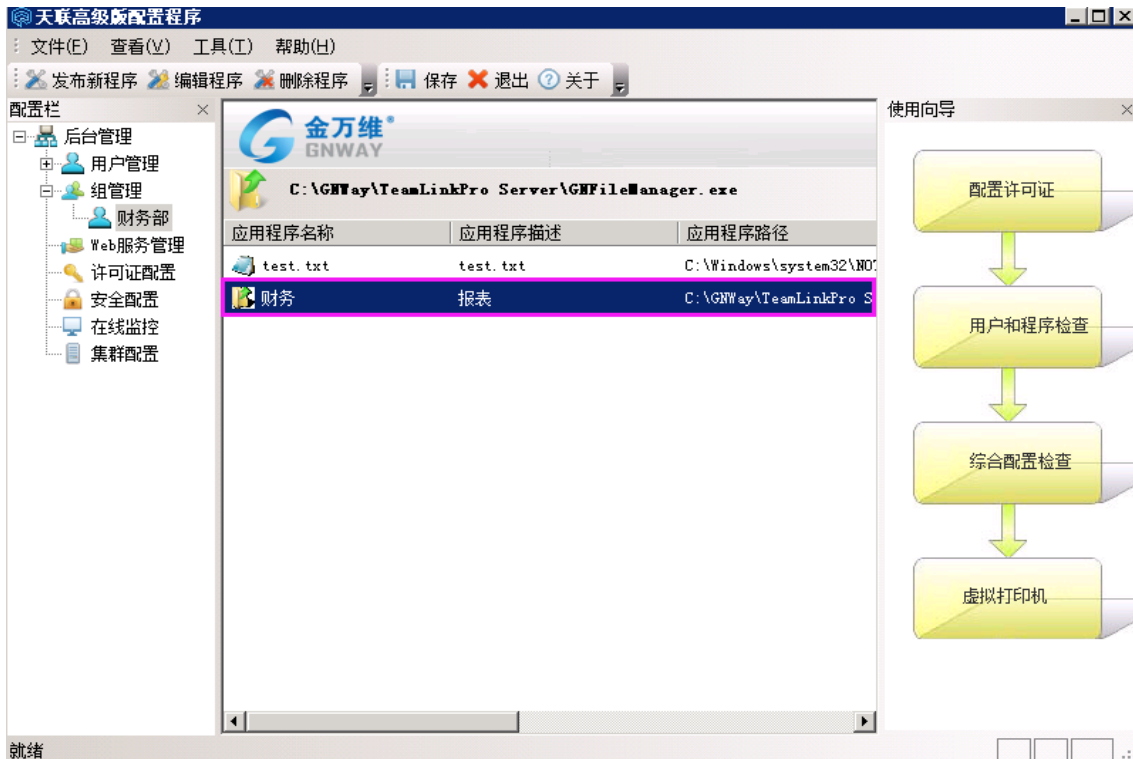 天联高级版配置程序
文件(F) 查看(V) 工具(T) 帮助(H)
发布新程序 编辑程序 删除程序 保存 退出 关于
配置栏
后台管理
用户管理
组管理
财务部
Web服务管理
许可证配置
安全配置
在线监控
集群配置
金万维
GNWAY
C:\GNWay\TeamLinkPro Server\GNFileManager.exe
应用程序名称 应用程序描述 应用程序路径
test.txt test.txt C:\Windows\system32\NOT
财务 报表 C:\GNWay\TeamLinkPro S
使用向导
配置许可证
用户和程序检查
综合配置检查
虚拟打印机
就绪